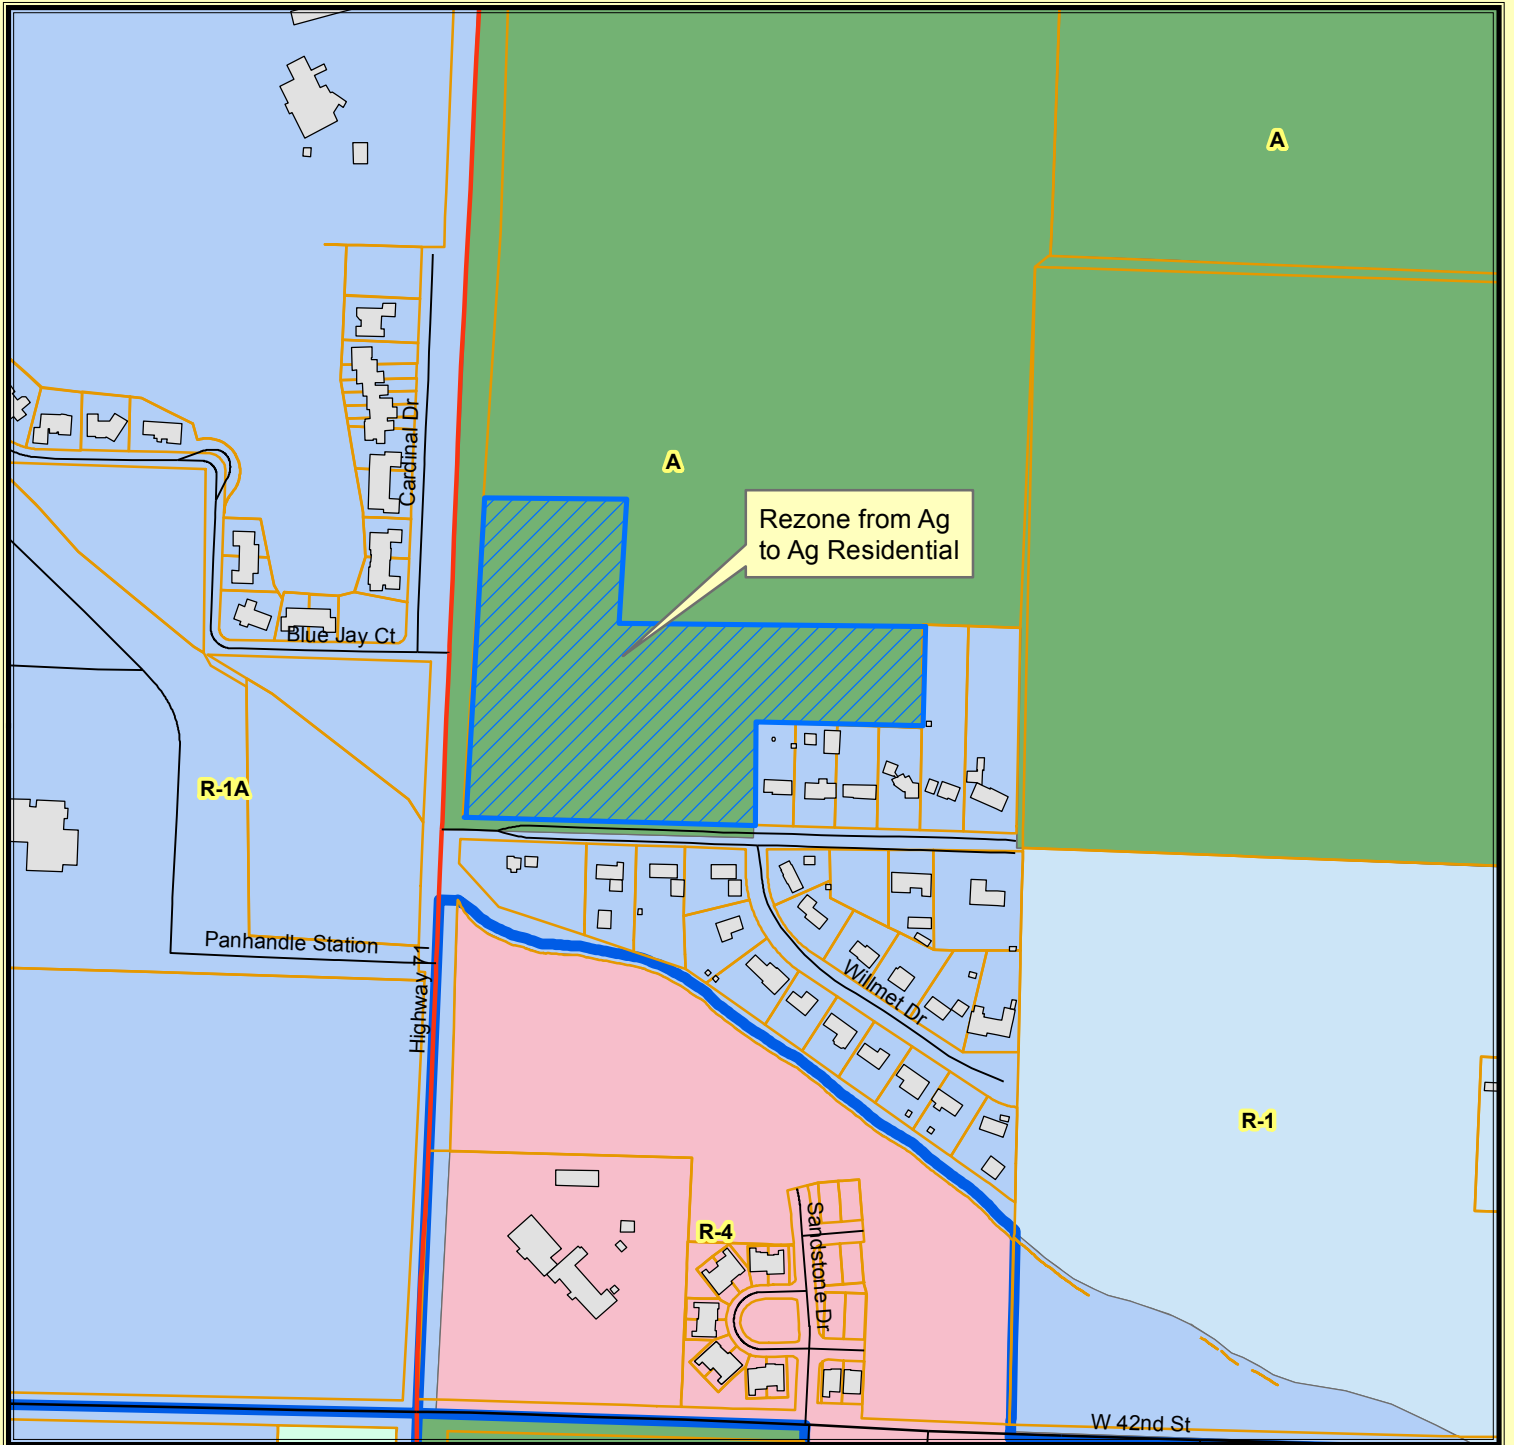 A
A
Cardinal Dr
Rezone from Ag
to Ag Residential
Blue Jay Ct
R-1A
Panhandle Station
Highway 71
Willmet Dr
R-1
R-4
Sandstone Dr
W 42nd St